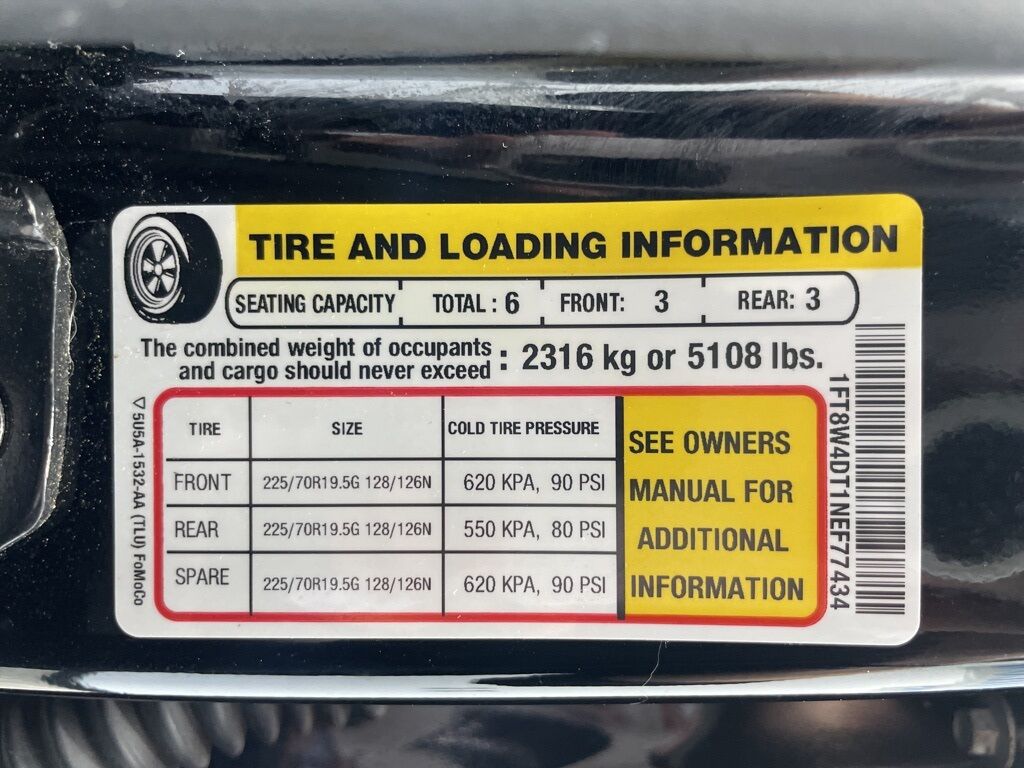 TIRE AND LOADING INFORMATION
SEATING CAPACITY TOTAL : 6 FRONT: 3 REAR: 3
The combined weight of occupants
and cargo should never exceed : 2316 kg or 5108 lbs.
TIRE SIZE COLD TIRE PRESSURE
FRONT 225/70R19.5G 128/126N 620 KPA, 90 PSI
REAR 225/70R19.5G 128/126N 550 KPA, 80 PSI
SPARE 225/70R19.5G 128/126N 620 KPA, 90 PSI
SEE OWNERS
MANUAL FOR
ADDITIONAL
INFORMATION
1FT8W4DT1NEF77434
▽5U5A-1532-AA (TLU) FoMoCo